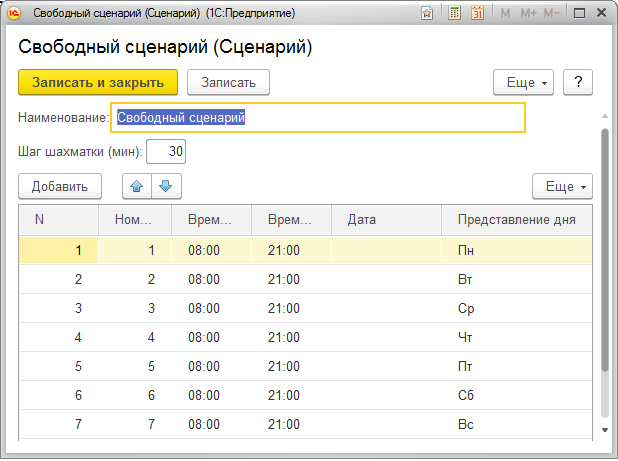 Свободный сценарий (Сценарий) (1С:Предприятие)
31 M M+ M-
Свободный сценарий (Сценарий)
Записать и закрыть Записать Еще ?
Наименование: Свободный сценарий
Шаг шахматки (мин): 30
Добавить Еще
N Ном... Врем... Врем... Дата Представление дня
1 1 08:00 21:00 Пн
2 2 08:00 21:00 Вт
3 3 08:00 21:00 Ср
4 4 08:00 21:00 Чт
5 5 08:00 21:00 Пт
6 6 08:00 21:00 Сб
7 7 08:00 21:00 Вс